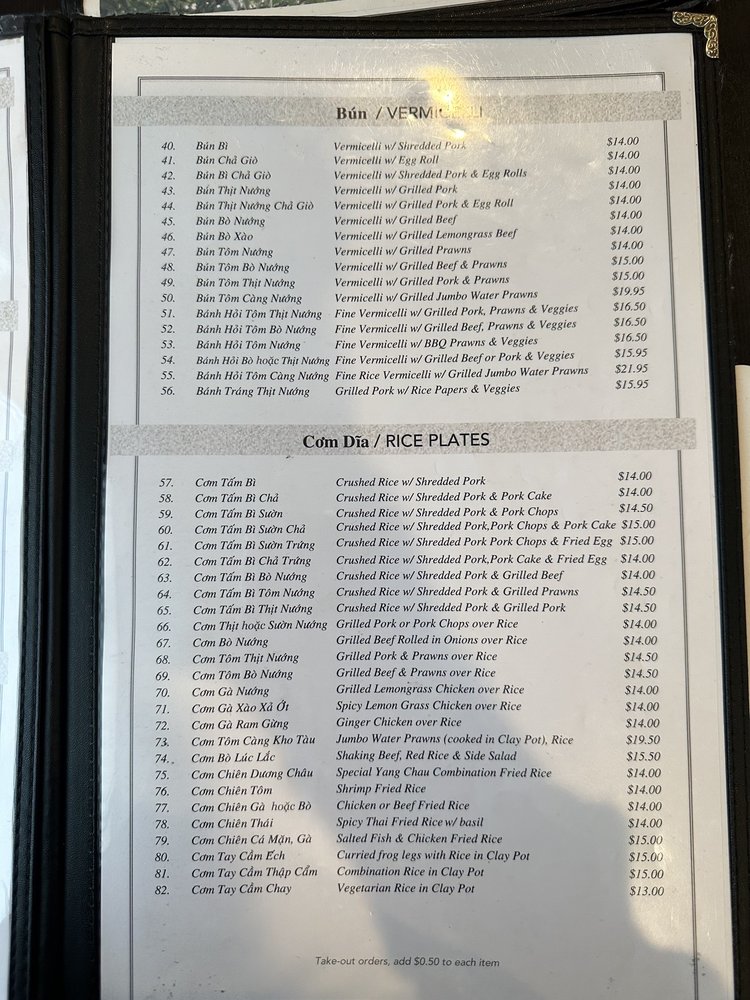 Bún / VERMICELLI
40. Bún Bì Vermicelli w/ Shredded Pork $14.00
41. Bún Chả Giò Vermicelli w/ Egg Roll $14.00
42. Bún Bì Chả Giò Vermicelli w/ Shredded Pork & Egg Rolls $14.00
43. Bún Thịt Nướng Vermicelli w/ Grilled Pork $14.00
44. Bún Thịt Nướng Chả Giò Vermicelli w/ Grilled Pork & Egg Roll $14.00
45. Bún Bò Nướng Vermicelli w/ Grilled Beef $14.00
46. Bún Bò Xào Vermicelli w/ Grilled Lemongrass Beef $14.00
47. Bún Tôm Nướng Vermicelli w/ Grilled Prawns $14.00
48. Bún Tôm Bò Nướng Vermicelli w/ Grilled Beef & Prawns $15.00
49. Bún Tôm Thịt Nướng Vermicelli w/ Grilled Pork & Prawns $15.00
50. Bún Tôm Càng Nướng Vermicelli w/ Grilled Jumbo Water Prawns $19.95
51. Bánh Hỏi Tôm Thịt Nướng Fine Vermicelli w/ Grilled Pork, Prawns & Veggies $16.50
52. Bánh Hỏi Tôm Bò Nướng Fine Vermicelli w/ Grilled Beef, Prawns & Veggies $16.50
53. Bánh Hỏi Tôm Nướng Fine Vermicelli w/ BBQ Prawns & Veggies $16.50
54. Bánh Hỏi Bò hoặc Thịt Nướng Fine Vermicelli w/ Grilled Beef or Pork & Veggies $15.95
55. Bánh Hỏi Tôm Càng Nướng Fine Rice Vermicelli w/ Grilled Jumbo Water Prawns $21.95
56. Bánh Tráng Thịt Nướng Grilled Pork w/ Rice Papers & Veggies $15.95
Cơm Dĩa / RICE PLATES
57. Cơm Tấm Bì Crushed Rice w/ Shredded Pork $14.00
58. Cơm Tấm Bì Chả Crushed Rice w/ Shredded Pork & Pork Cake $14.00
59. Cơm Tấm Bì Sườn Crushed Rice w/ Shredded Pork & Pork Chops $14.50
60. Cơm Tấm Bì Sườn Chả Crushed Rice w/ Shredded Pork,Pork Chops & Pork Cake $15.00
61. Cơm Tấm Bì Sườn Trứng Crushed Rice w/ Shredded Pork Pork Chops & Fried Egg $15.00
62. Cơm Tấm Bì Chả Trứng Crushed Rice w/ Shredded Pork,Pork Cake & Fried Egg $14.00
63. Cơm Tấm Bì Bò Nướng Crushed Rice w/ Shredded Pork & Grilled Beef $14.00
64. Cơm Tấm Bì Tôm Nướng Crushed Rice w/ Shredded Pork & Grilled Prawns $14.50
65. Cơm Tấm Bì Thịt Nướng Crushed Rice w/ Shredded Pork & Grilled Pork $14.50
66. Cơm Thịt hoặc Sườn Nướng Grilled Pork or Pork Chops over Rice $14.00
67. Cơm Bò Nướng Grilled Beef Rolled in Onions over Rice $14.00
68. Cơm Tôm Thịt Nướng Grilled Pork & Prawns over Rice $14.50
69. Cơm Tôm Bò Nướng Grilled Beef & Prawns over Rice $14.50
70. Cơm Gà Nướng Grilled Lemongrass Chicken over Rice $14.00
71. Cơm Gà Xào Xả Ớt Spicy Lemon Grass Chicken over Rice $14.00
72. Cơm Gà Ram Gừng Ginger Chicken over Rice $14.00
73. Cơm Tôm Càng Kho Tàu Jumbo Water Prawns (cooked in Clay Pot), Rice $19.50
74. Cơm Bò Lúc Lắc Shaking Beef, Red Rice & Side Salad $15.50
75. Cơm Chiên Dương Châu Special Yang Chau Combination Fried Rice $14.00
76. Cơm Chiên Tôm Shrimp Fried Rice $14.00
77. Cơm Chiên Gà hoặc Bò Chicken or Beef Fried Rice $14.00
78. Cơm Chiên Thái Spicy Thai Fried Rice w/ basil $14.00
79. Cơm Chiên Cá Mặn, Gà Salted Fish & Chicken Fried Rice $15.00
80. Cơm Tay Cầm Ếch Curried frog legs with Rice in Clay Pot $15.00
81. Cơm Tay Cầm Thập Cẩm Combination Rice in Clay Pot $15.00
82. Cơm Tay Cầm Chay Vegetarian Rice in Clay Pot $13.00
Take-out orders, add $0.50 to each item